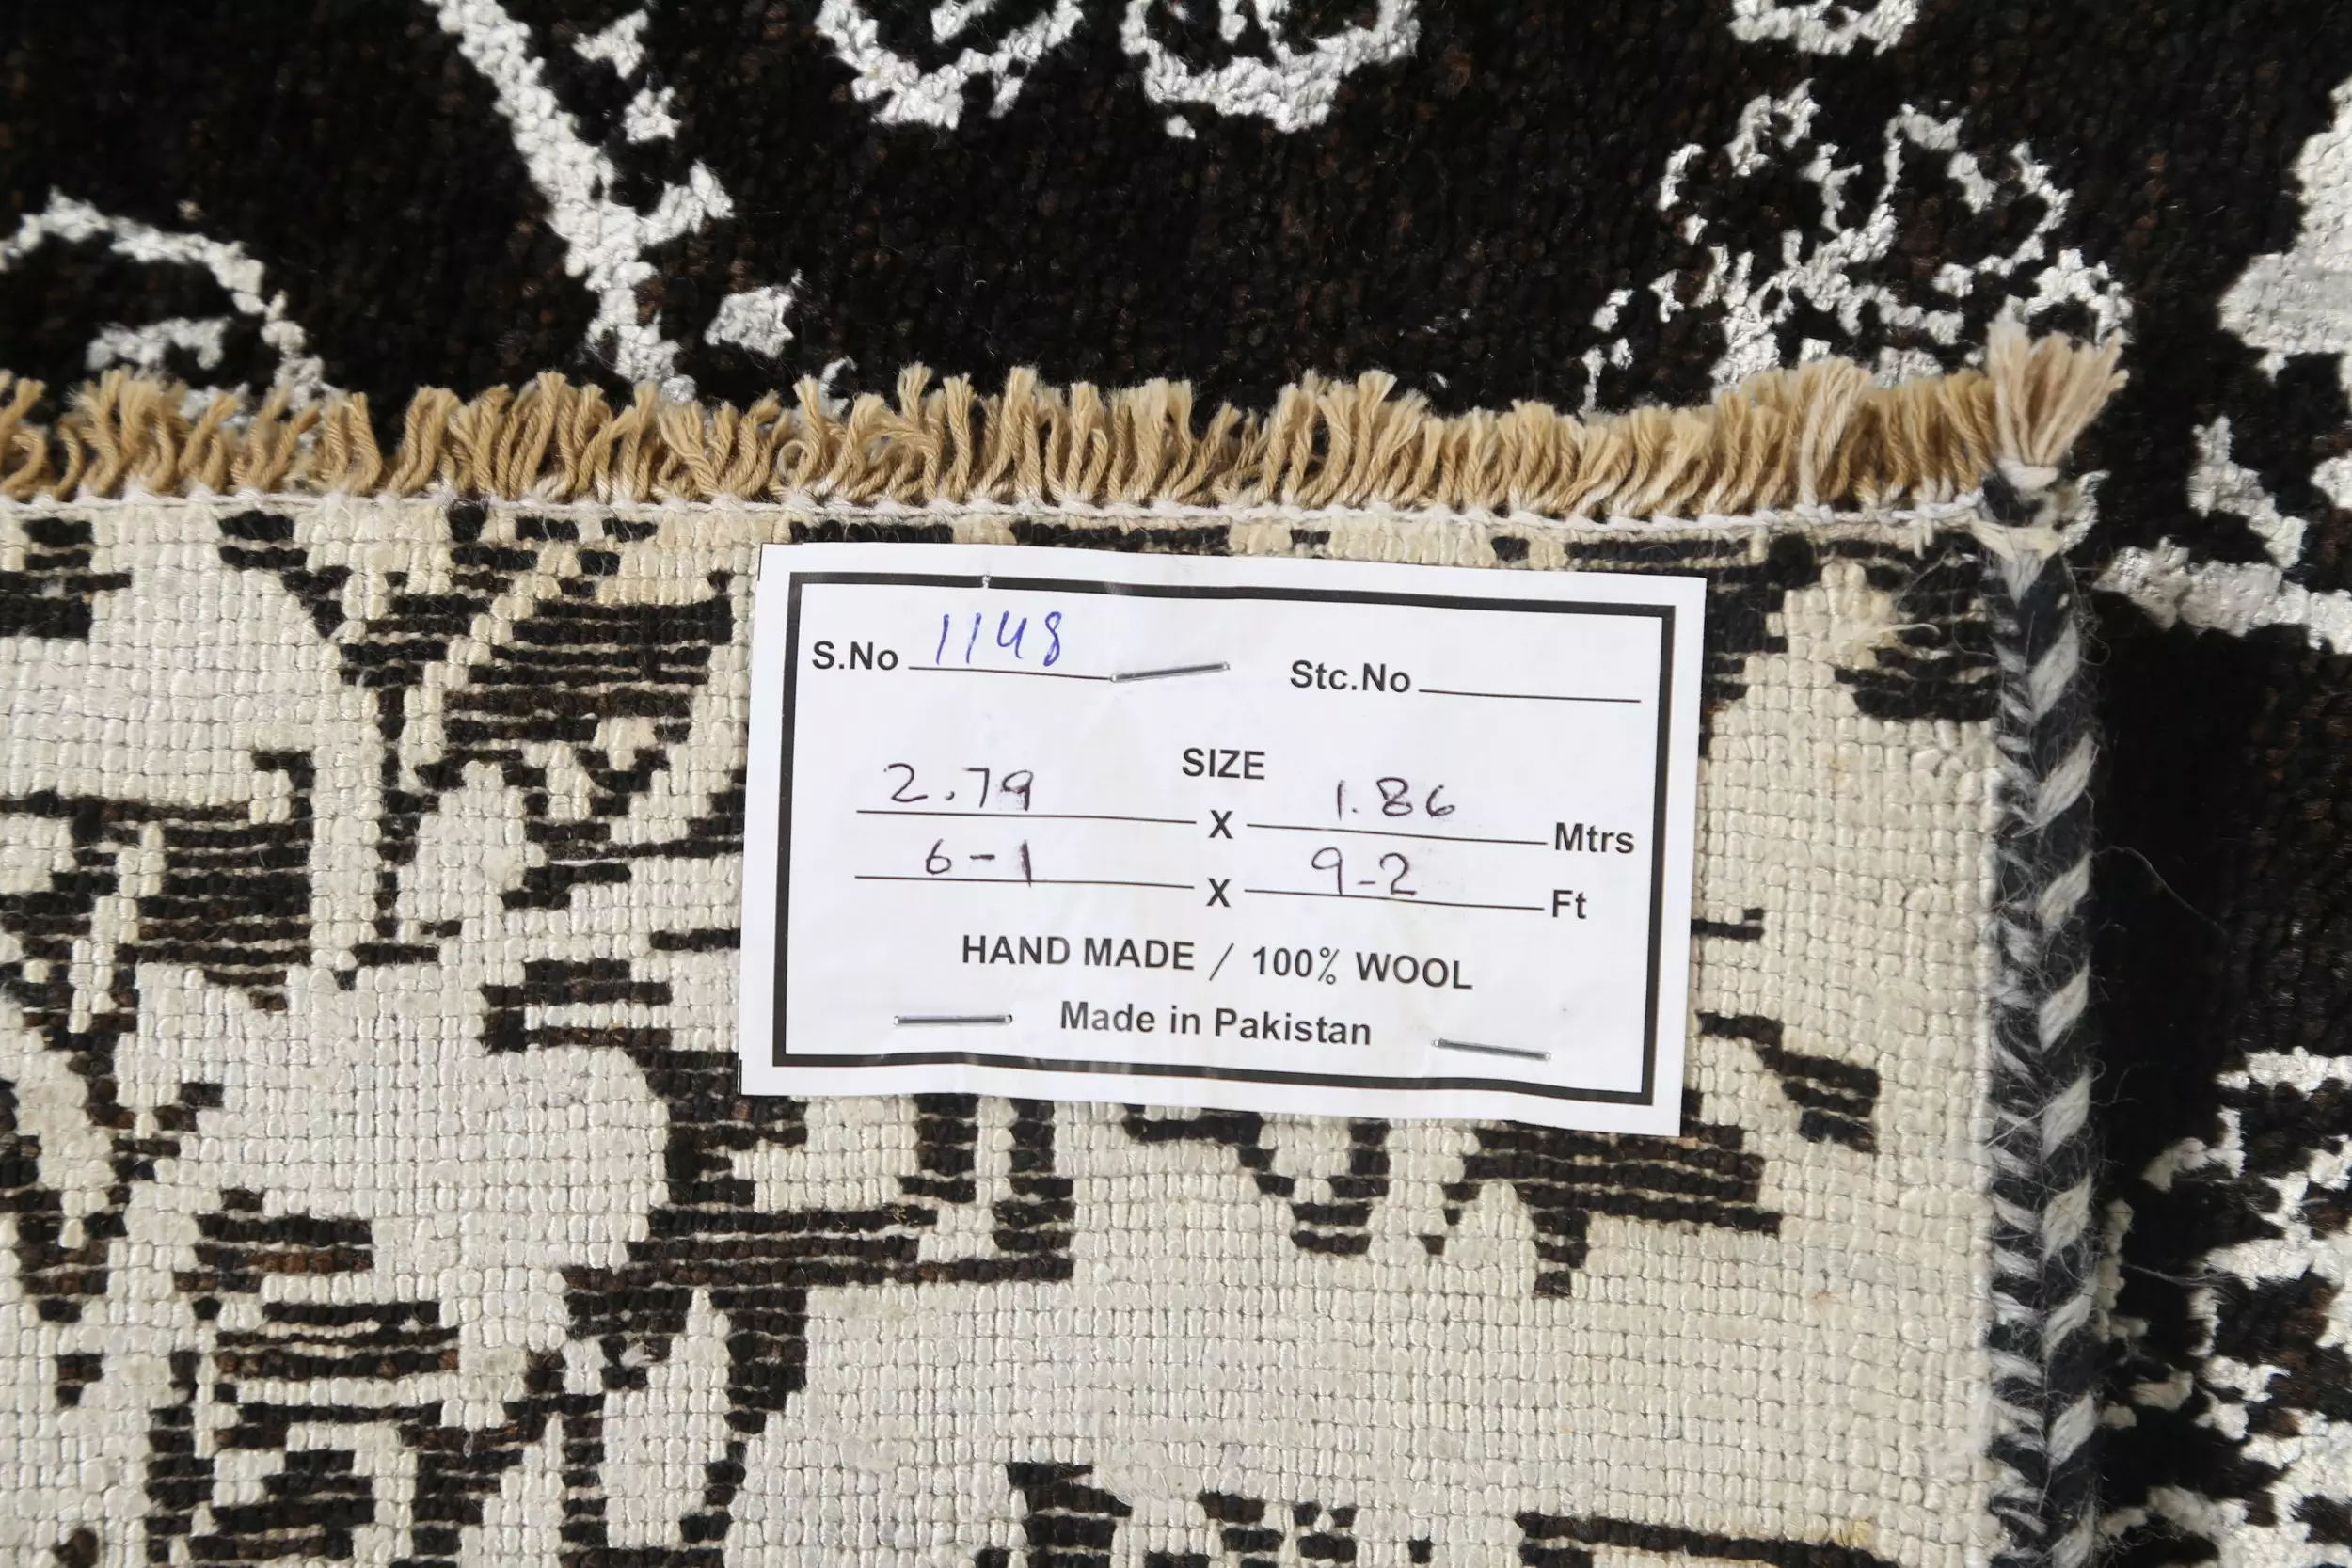 S.No 1148 Stc.No
SIZE
2.79 X 1.86 Mtrs
6-1 X 9-2 Ft
HAND MADE / 100% WOOL
Made in Pakistan